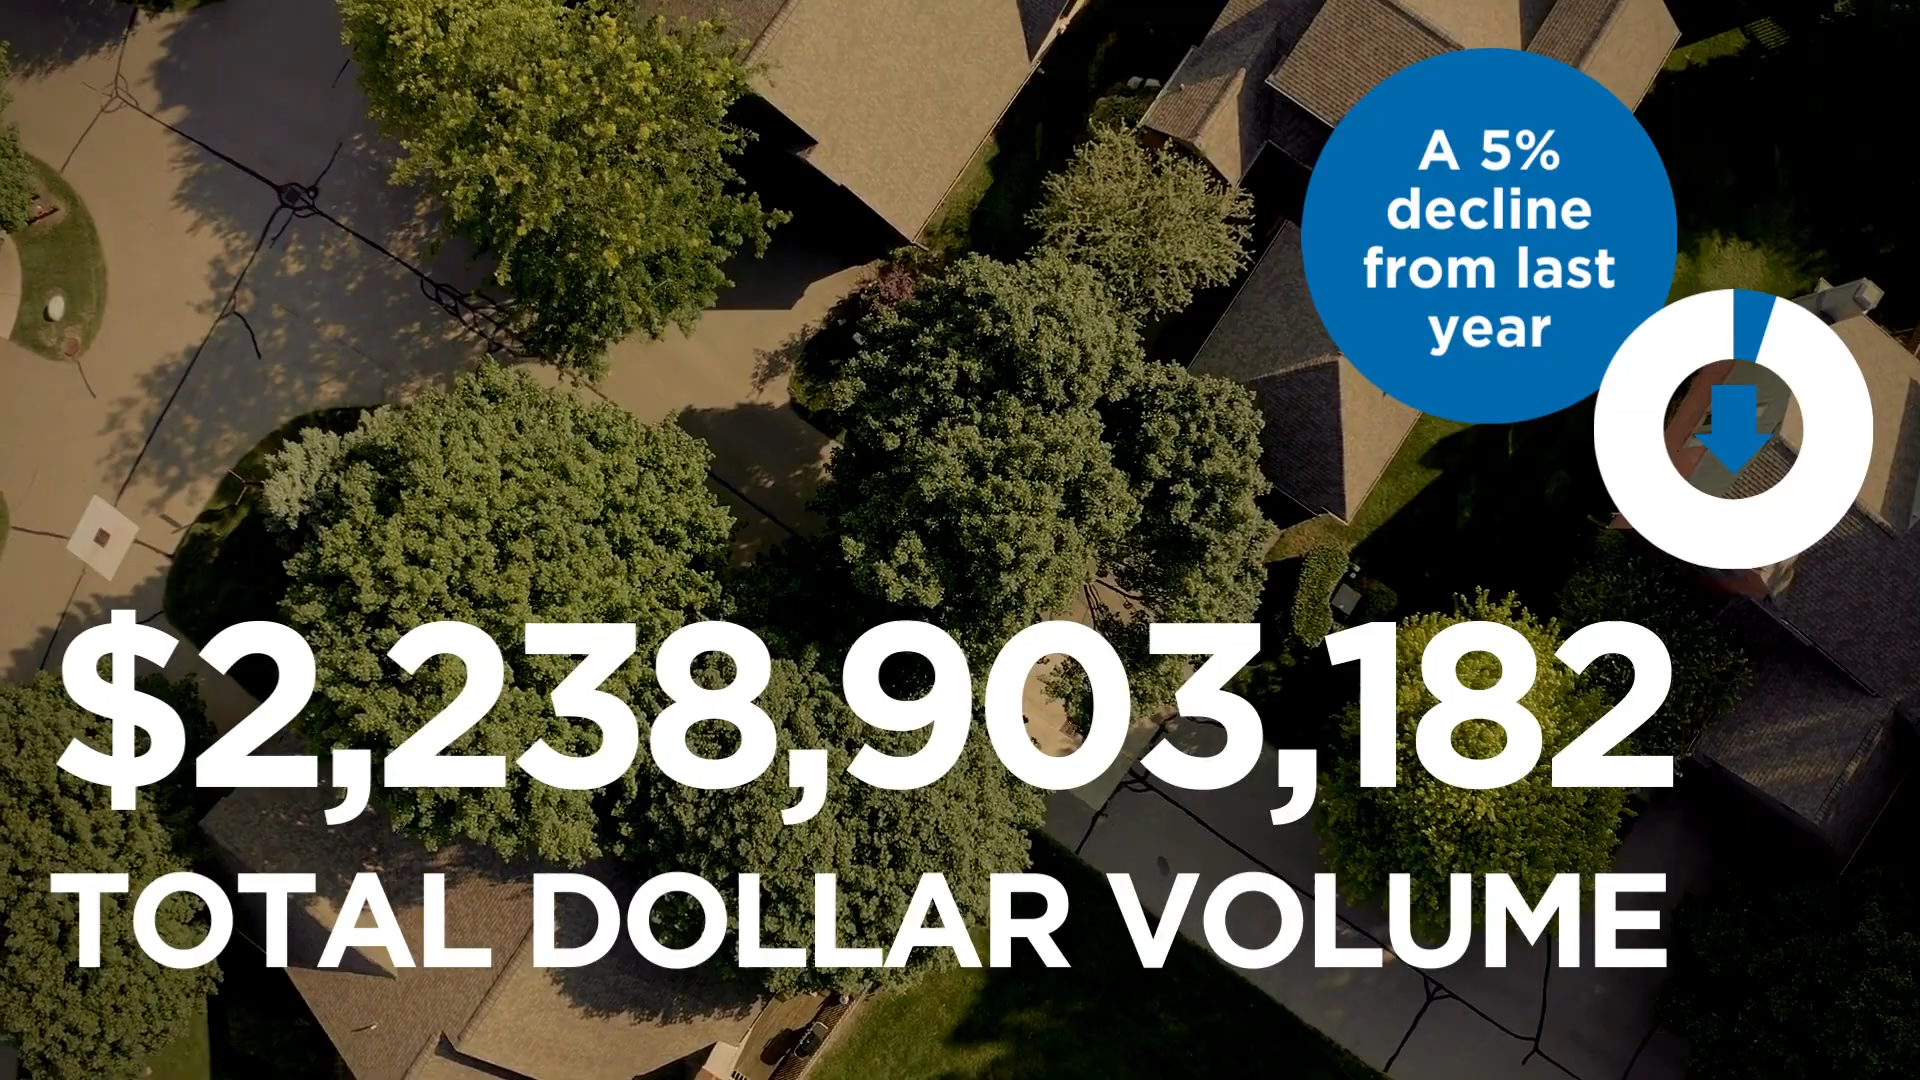 A 5%
decline
from last
year
$2,238,903,182
TOTAL DOLLAR VOLUME